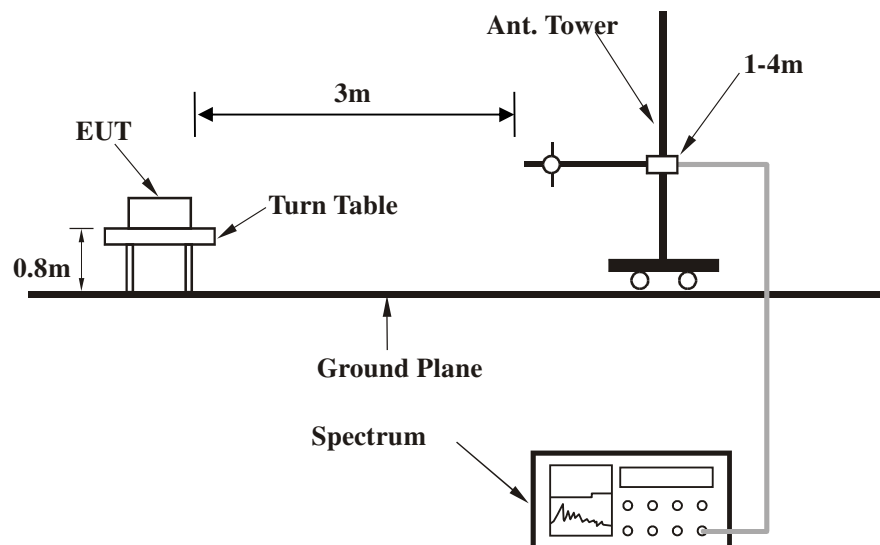 Ant. Tower
1-4m
3m
EUT
Turn Table
0.8m
Ground Plane
Spectrum